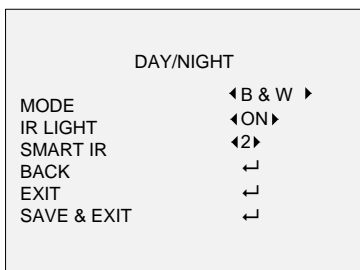 DAY/NIGHT
MODE ◂B & W ▸
IR LIGHT ◂ON▸
SMART IR ◂2▸
BACK ↵
EXIT ↵
SAVE & EXIT ↵